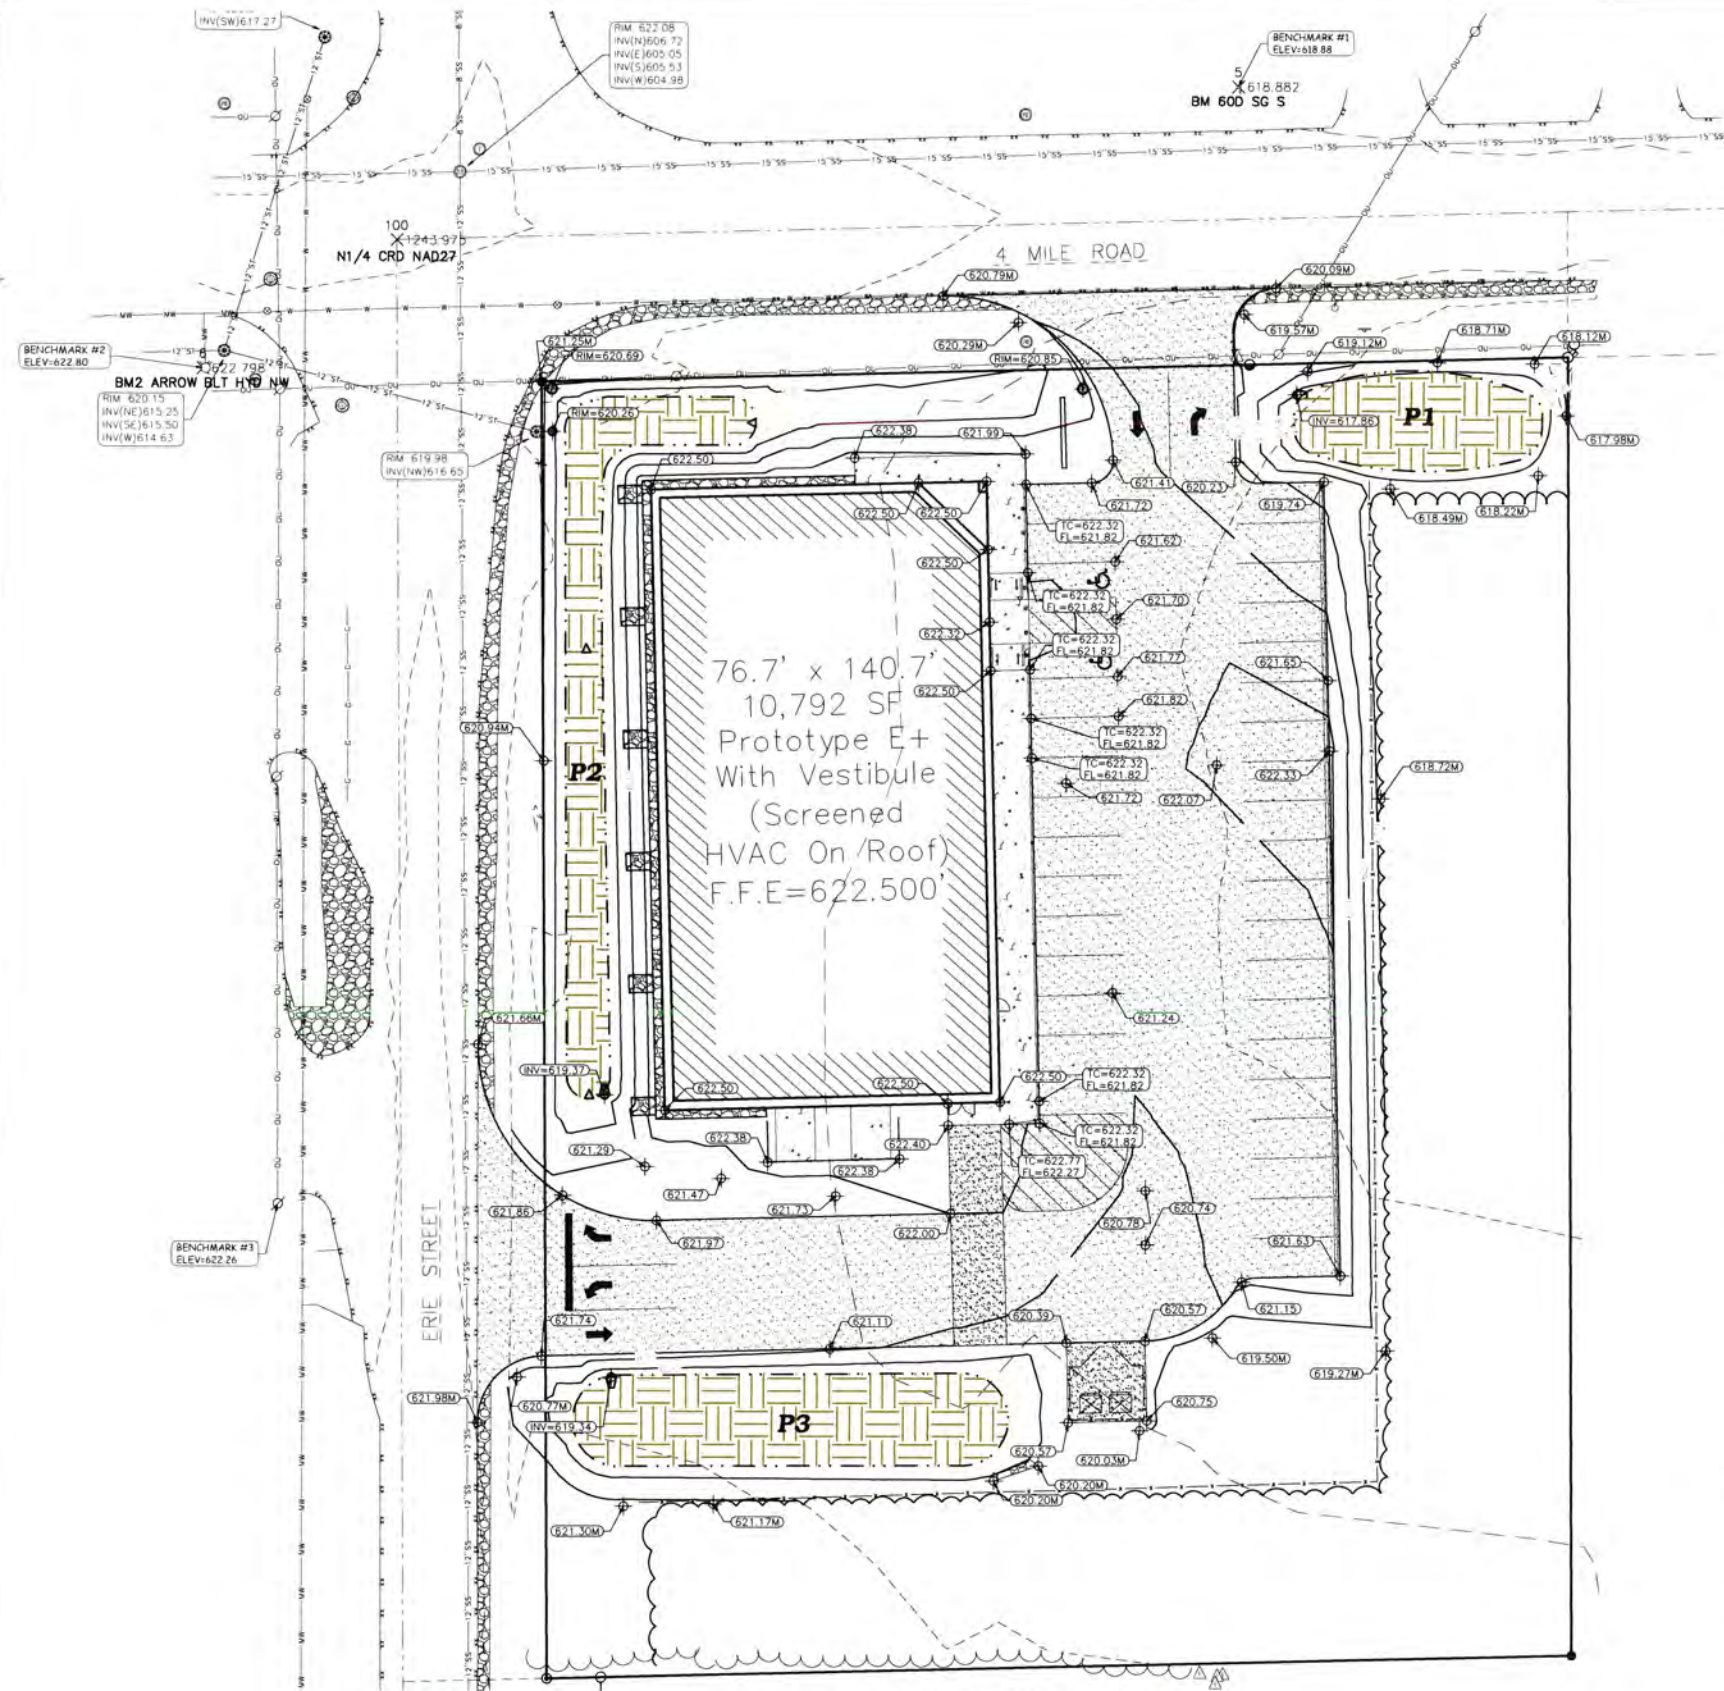 INV(SW)617.27
RIM 622.08
INV(N)606.72
INV(E)605.05
INV(S)605.53
INV(W)604.98
BENCHMARK #1
ELEV=618.88
5
618.882
BM 60D SG S
100
1243.975
N1/4 CRD NAD27
4 MILE ROAD
620.79M
620.09M
619.57M
618.71M
618.12M
619.12M
621.25M
RIM=620.69
620.29M
RIM=620.85
BENCHMARK #2
ELEV=622.80
622.798
BM2 ARROW BLT HYD NW
RIM 620.15
INV(NE)615.25
INV(SE)615.50
INV(W)614.63
RIM=620.26
RIM 619.98
INV(NW)616.65
622.38
621.99
P1
INV=617.86
617.98M
622.50
622.50
622.50
621.41
621.72
620.23
619.74
618.49M
618.22M
TC=622.32
FL=621.82
621.62
622.50
TC=622.32
FL=621.82
621.70
622.32
TC=622.32
FL=621.82
621.77
621.65
622.50
76.7' x 140.7'
10,792 SF
Prototype E+
With Vestibule
(Screened
HVAC On Roof)
F.F.E=622.500'
621.82
620.94M
TC=622.32
FL=621.82
TC=622.32
FL=621.82
P2
621.72
622.07
622.33
618.72M
621.66M
621.24
INV=619.37
622.50
622.50
622.50
TC=622.32
FL=621.82
TC=622.32
FL=621.82
622.38
622.40
621.29
622.38
TC=622.77
FL=622.27
621.47
621.73
621.86
620.74
620.78
621.97
622.00
621.63
BENCHMARK #3
ELEV=622.26
ERIE STREET
621.74
621.11
620.39
620.57
621.15
619.50M
619.27M
621.98M
620.77M
INV=619.34
P3
620.75
620.57
620.03M
620.20M
620.20M
621.30M
621.17M